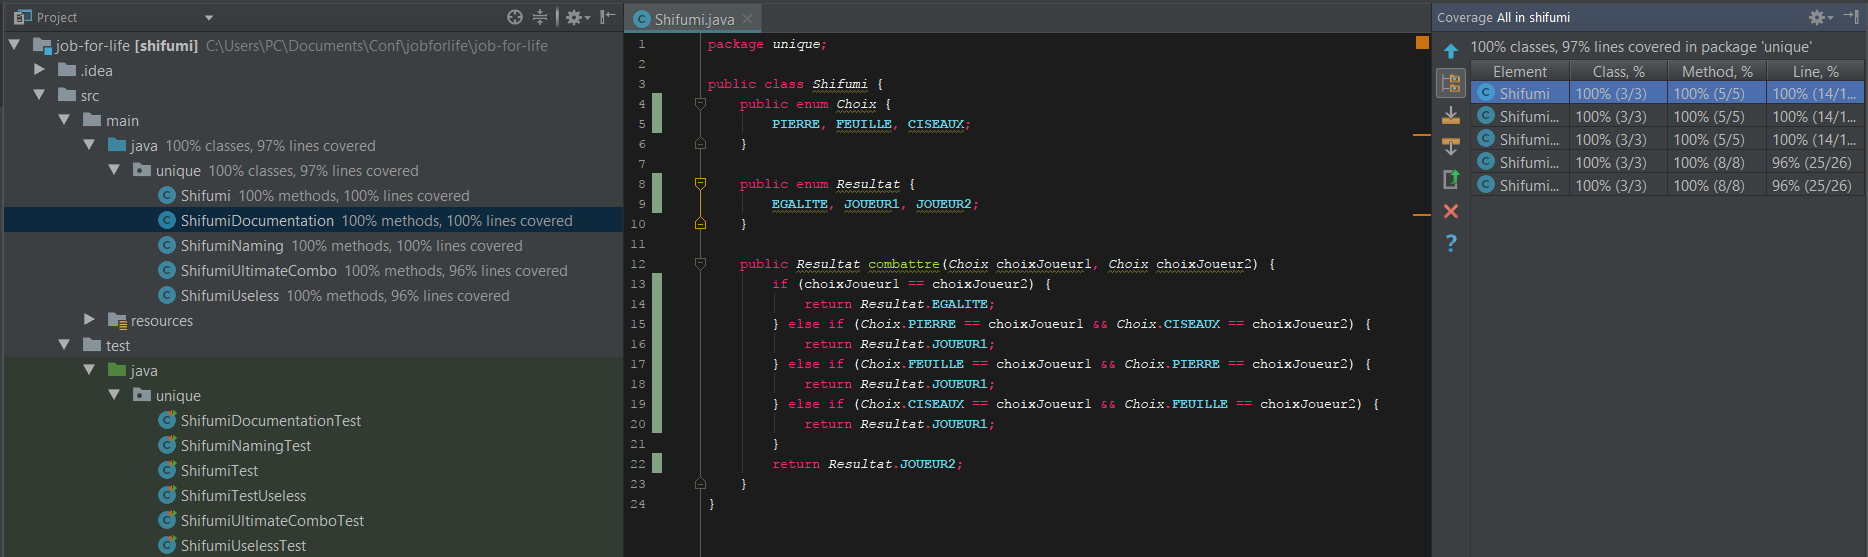 Project
job-for-life [shifumi] C:\Users\PC\Documents\Conf\jobforlife\job-for-life
.idea
src
main
java 100% classes, 97% lines covered
unique 100% classes, 97% lines covered
Shifumi 100% methods, 100% lines covered
ShifumiDocumentation 100% methods, 100% lines covered
ShifumiNaming 100% methods, 100% lines covered
ShifumiUltimateCombo 100% methods, 96% lines covered
ShifumiUseless 100% methods, 96% lines covered
resources
test
java
unique
ShifumiDocumentationTest
ShifumiNamingTest
ShifumiTest
ShifumiTestUseless
ShifumiUltimateComboTest
ShifumiUselessTest
Shifumi.java
1 package unique;
2
3 public class Shifumi {
4 public enum Choix {
5 PIERRE, FEUILLE, CISEAUX;
6 }
7
8 public enum Resultat {
9 EGALITE, JOUEUR1, JOUEUR2;
10 }
11
12 public Resultat combattre(Choix choixJoueur1, Choix choixJoueur2) {
13 if (choixJoueur1 == choixJoueur2) {
14 return Resultat.EGALITE;
15 } else if (Choix.PIERRE == choixJoueur1 && Choix.CISEAUX == choixJoueur2) {
16 return Resultat.JOUEUR1;
17 } else if (Choix.FEUILLE == choixJoueur1 && Choix.PIERRE == choixJoueur2) {
18 return Resultat.JOUEUR1;
19 } else if (Choix.CISEAUX == choixJoueur1 && Choix.FEUILLE == choixJoueur2) {
20 return Resultat.JOUEUR1;
21 }
22 return Resultat.JOUEUR2;
23 }
24 }
Coverage All in shifumi
100% classes, 97% lines covered in package 'unique'
Element Class, % Method, % Line, %
Shifumi 100% (3/3) 100% (5/5) 100% (14/1...
Shifumi... 100% (3/3) 100% (5/5) 100% (14/1...
Shifumi... 100% (3/3) 100% (5/5) 100% (14/1...
Shifumi... 100% (3/3) 100% (8/8) 96% (25/26)
Shifumi... 100% (3/3) 100% (8/8) 96% (25/26)